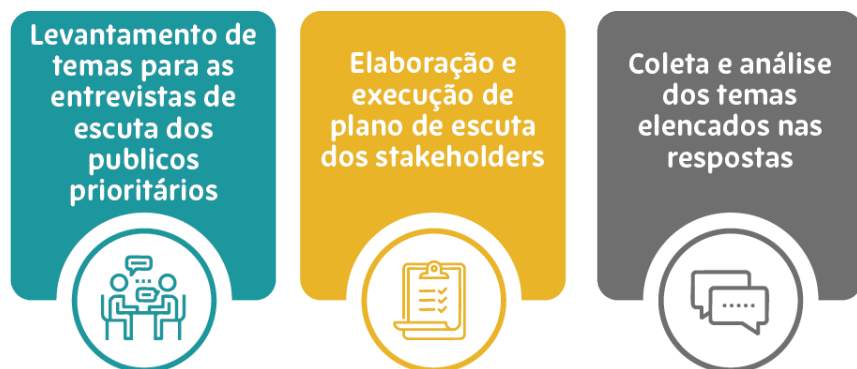 Levantamento de
temas para as
entrevistas de
escuta dos
publicos
prioritários
Elaboração e
execução de
plano de escuta
dos stakeholders
Coleta e análise
dos temas
elencados nas
respostas